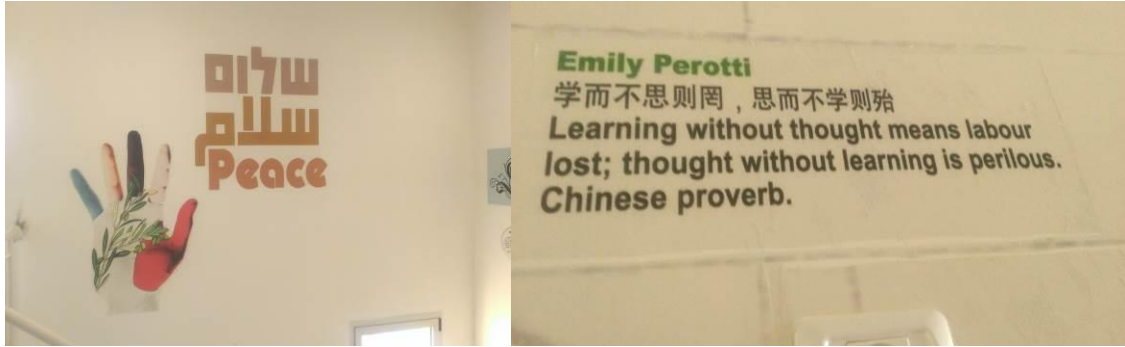 שלום
سلام
Peace
Emily Perotti
学而不思则罔，思而不学则殆
Learning without thought means labour
lost; thought without learning is perilous.
Chinese proverb.